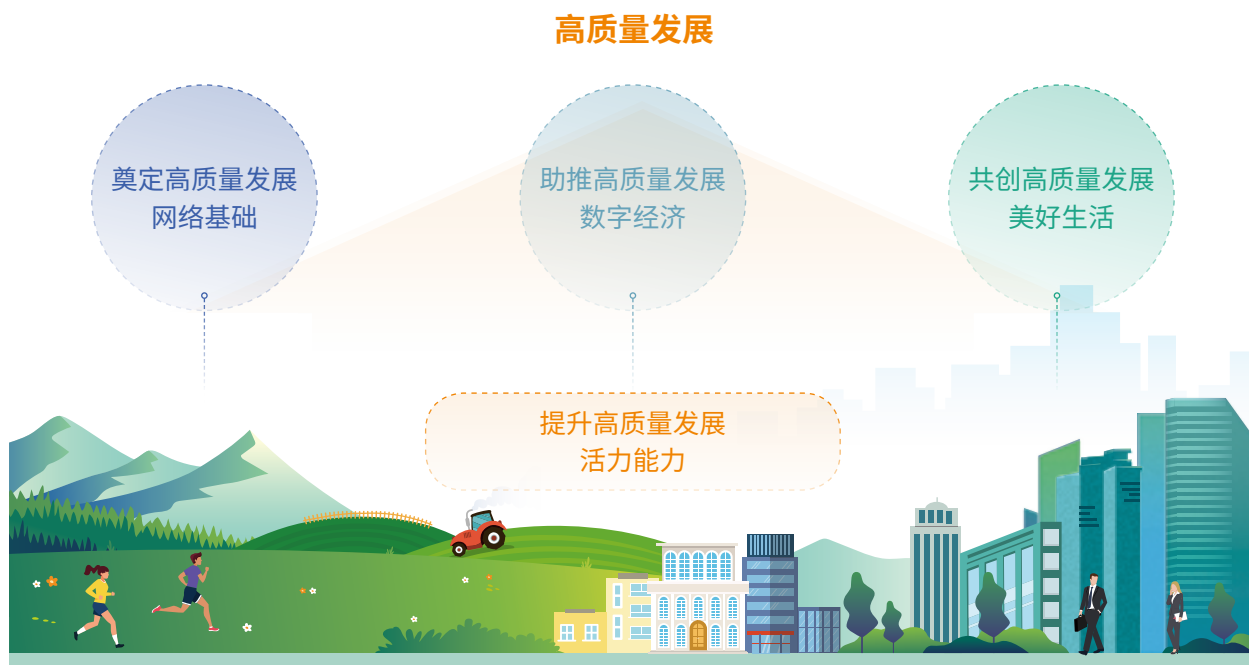 高质量发展
奠定高质量发展
网络基础
助推高质量发展
数字经济
共创高质量发展
美好生活
提升高质量发展
活力能力